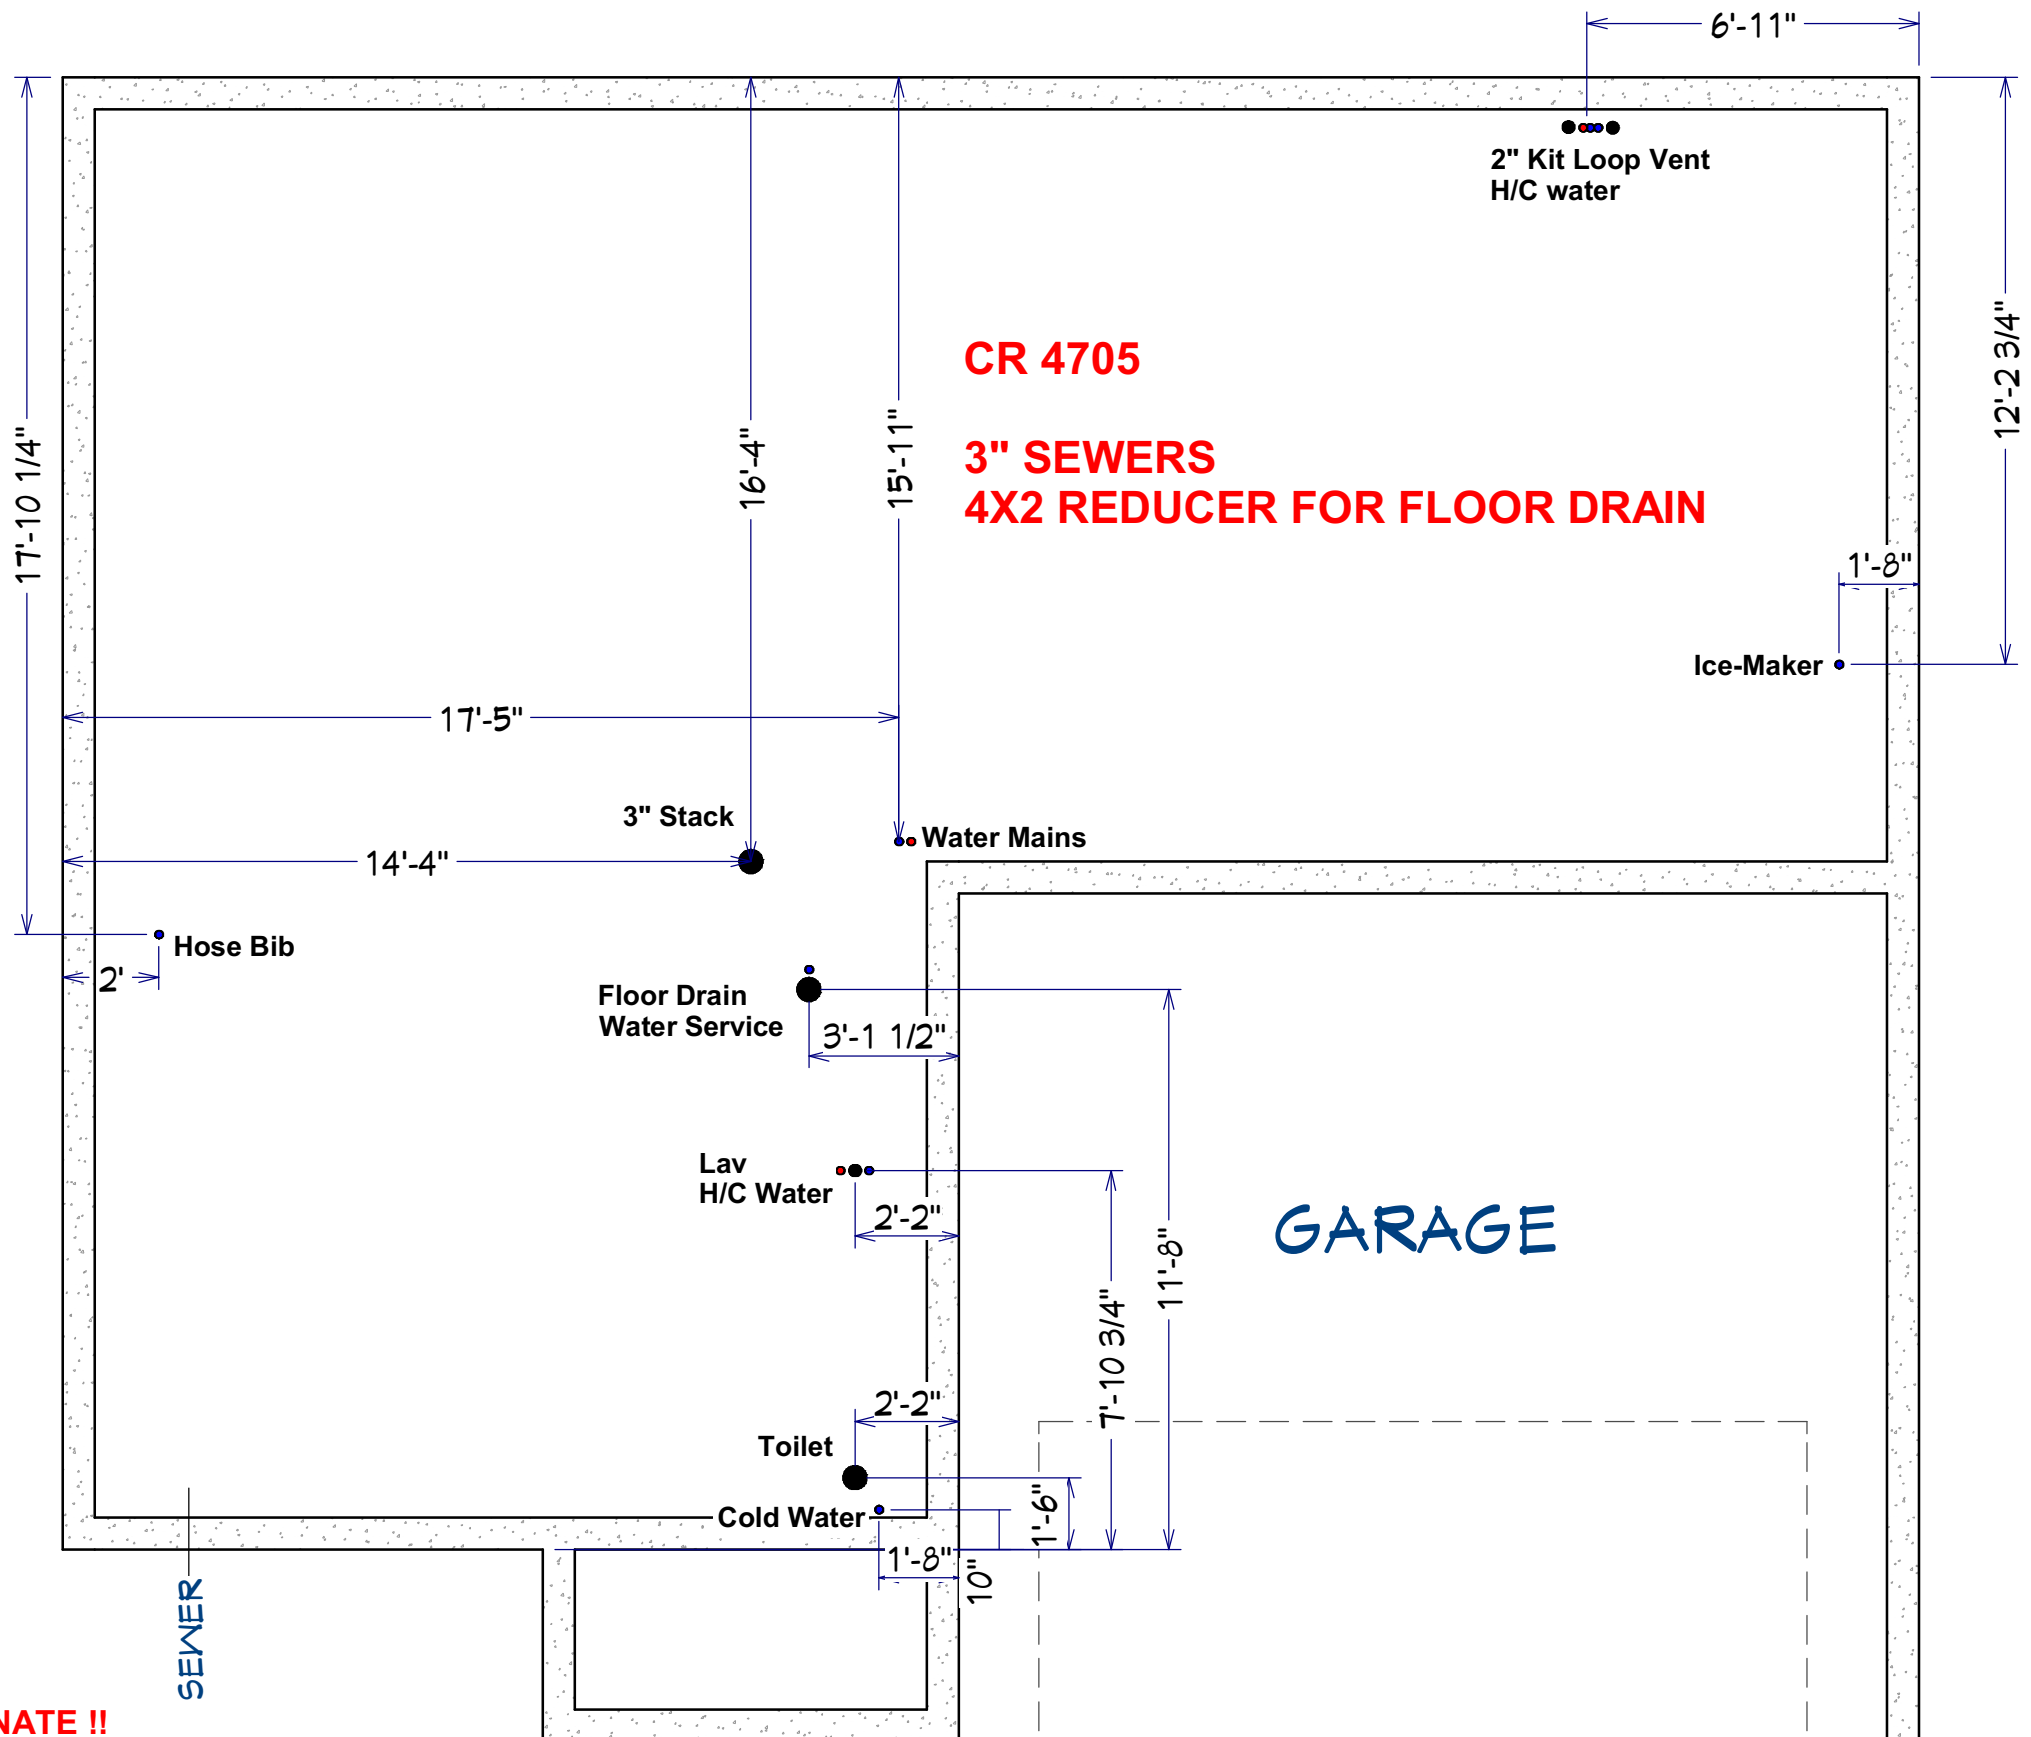 6'-11"
2" Kit Loop Vent
H/C water
12'-2 3/4"
17'-10 1/4"
16'-4"
15'-11"
CR 4705
3" SEWERS
4X2 REDUCER FOR FLOOR DRAIN
1'-8"
Ice-Maker
17'-5"
3" Stack
Water Mains
14'-4"
Hose Bib
2'
Floor Drain
Water Service
3'-1 1/2"
Lav
H/C Water
2'-2"
GARAGE
11'-8"
7'-10 3/4"
2'-2"
Toilet
Cold Water
1'-6"
1'-8"
10"
SEWER
NATE !!